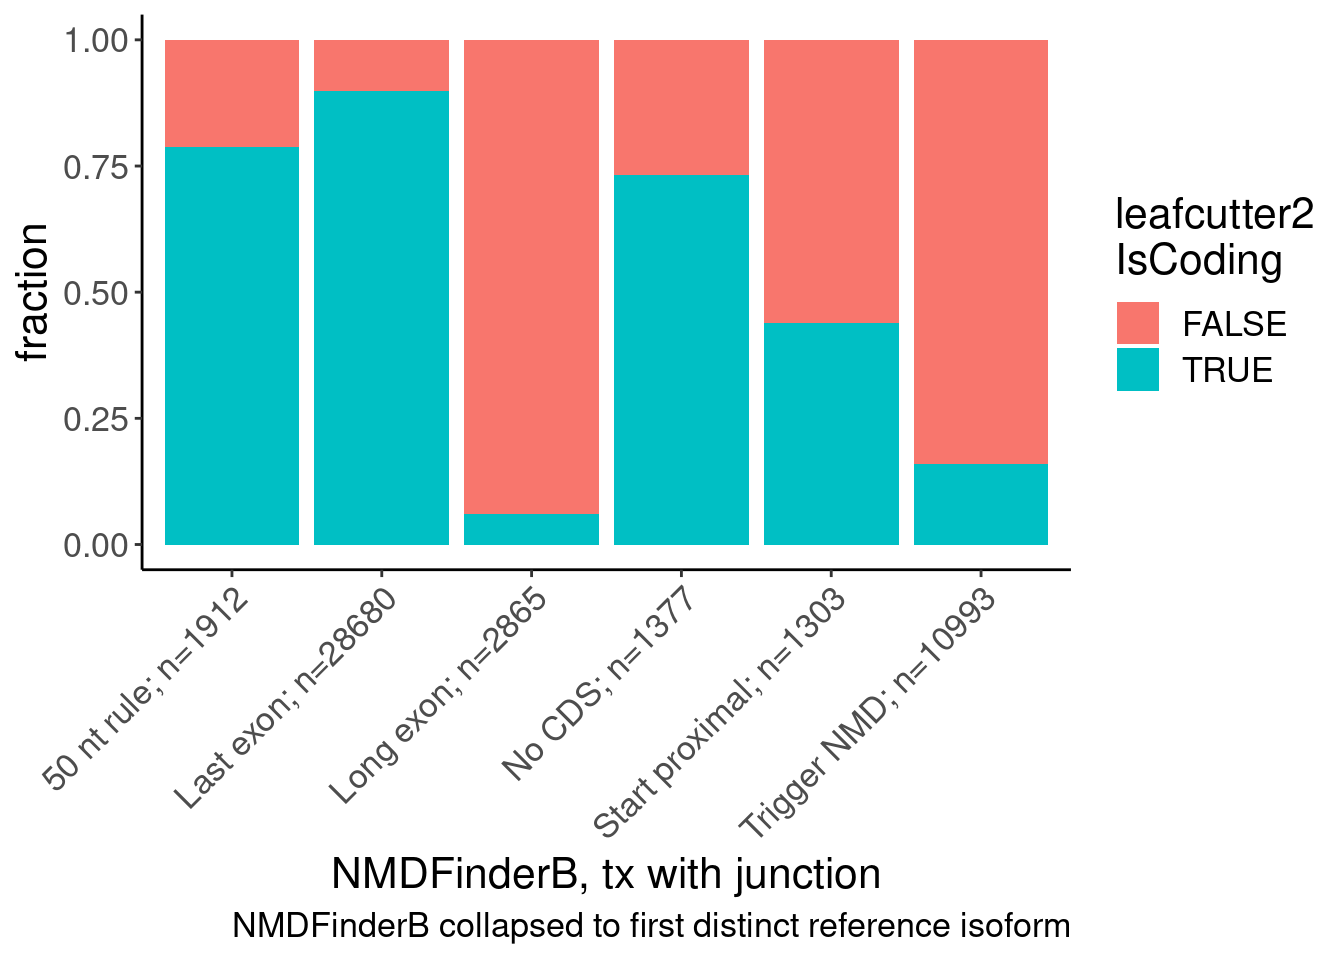 1.00
0.75
0.50
0.25
0.00
fraction
50 nt rule; n=1912
Last exon; n=28680
Long exon; n=2865
No CDS; n=1377
Start proximal; n=1303
Trigger NMD; n=10993
NMDFinderB, tx with junction
NMDFinderB collapsed to first distinct reference isoform
leafcutter2
IsCoding
FALSE
TRUE